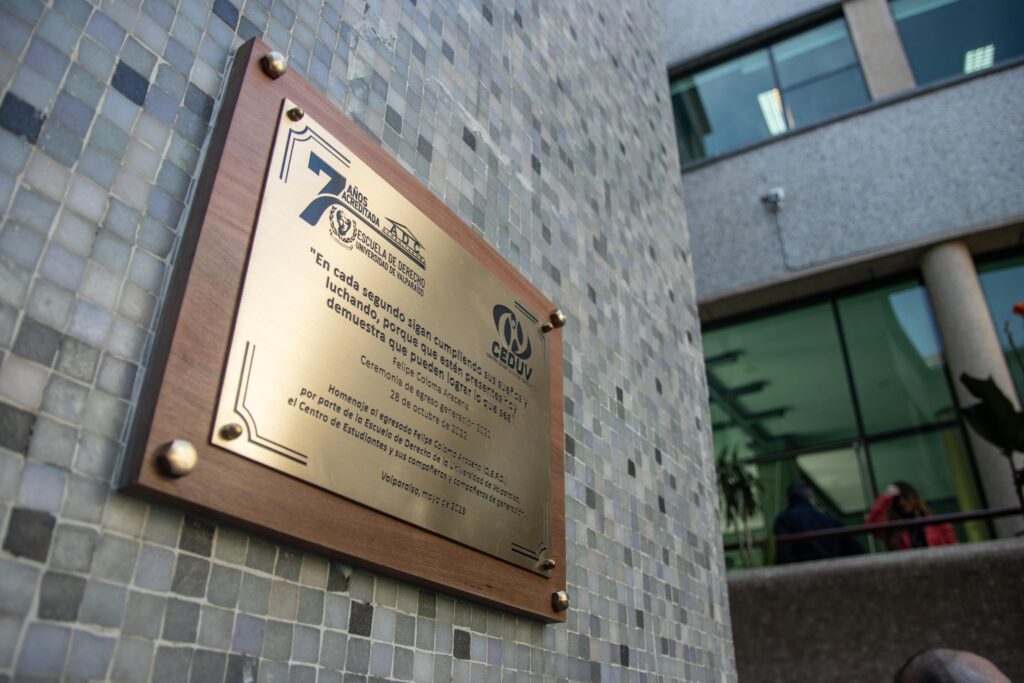 7 AÑOS
ACREDITADA
ESCUELA DE DERECHO
UNIVERSIDAD DE VALPARAÍSO
CEDUV
"En cada segundo sigan cumpliendo sus sueños y
luchando, porque que estén presentes hoy
demuestra que pueden lograr lo que sea"
Felipe Coloma Aracena
Ceremonia de egreso generación 2021
28 de octubre de 2022
Homenaje al egresado Felipe Coloma Aracena (Q.E.P.D.)
por parte de la Escuela de Derecho de la Universidad de Valparaíso,
el Centro de Estudiantes y sus compañeros y compañeras de generación
Valparaíso, mayo de 2023